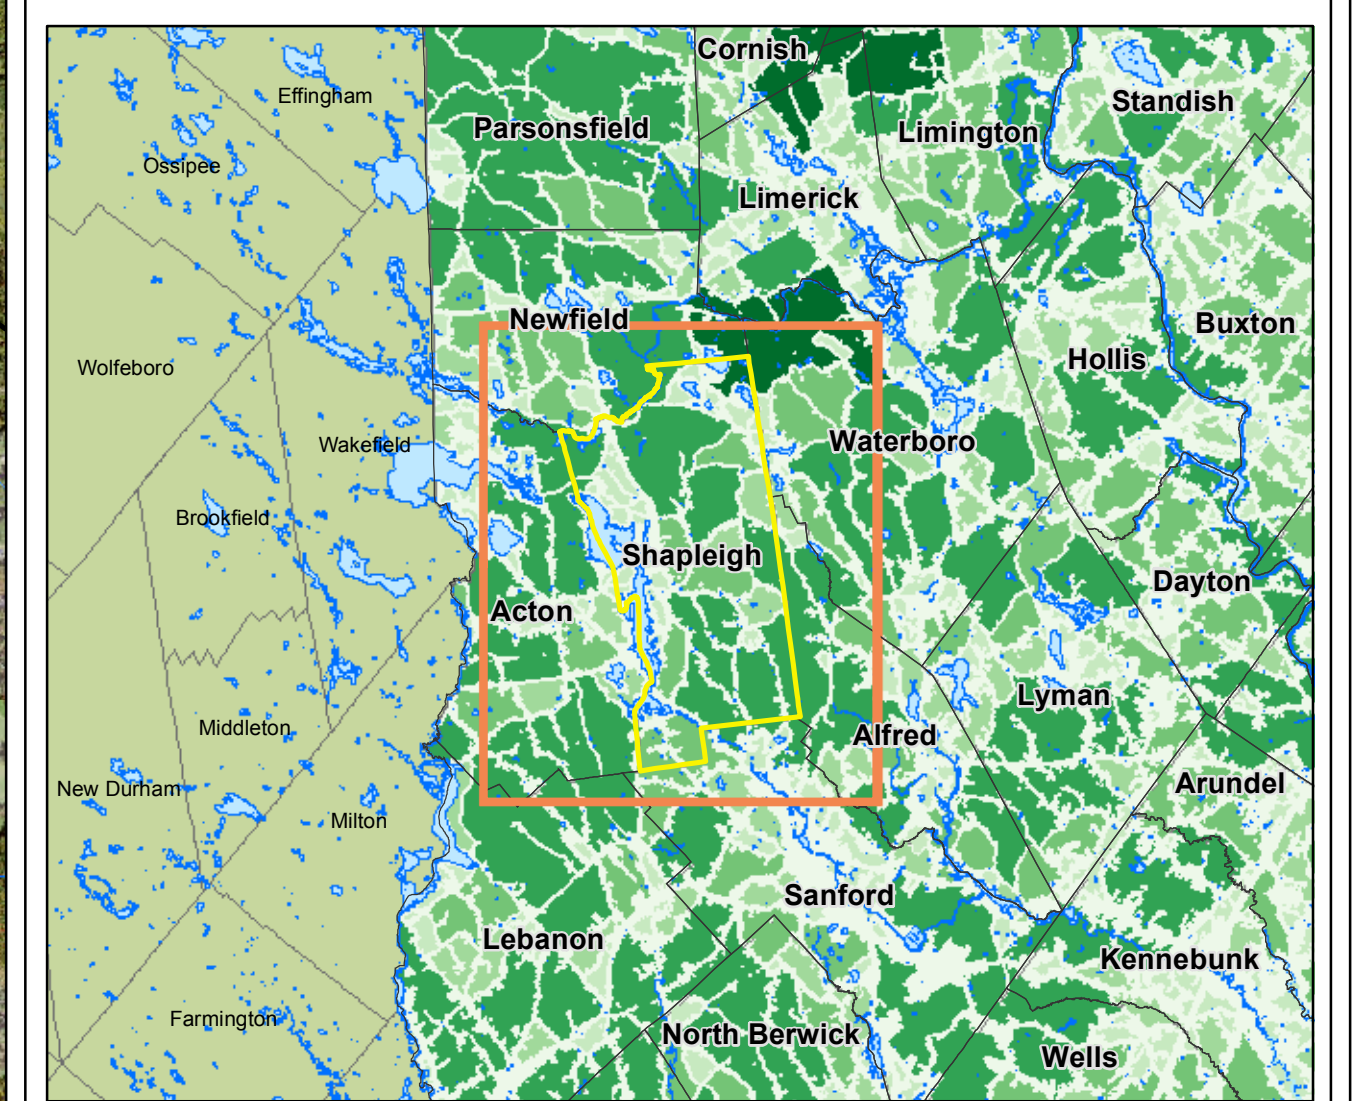 Cornish
Effingham
Standish
Parsonsfield
Limington
Ossipee
Limerick
Newfield
Buxton
Hollis
Wolfeboro
Waterboro
Wakefield
Brookfield
Shapleigh
Dayton
Acton
Lyman
Middleton
Alfred
Arundel
New Durham
Milton
Sanford
Lebanon
Kennebunk
Farmington
North Berwick
Wells